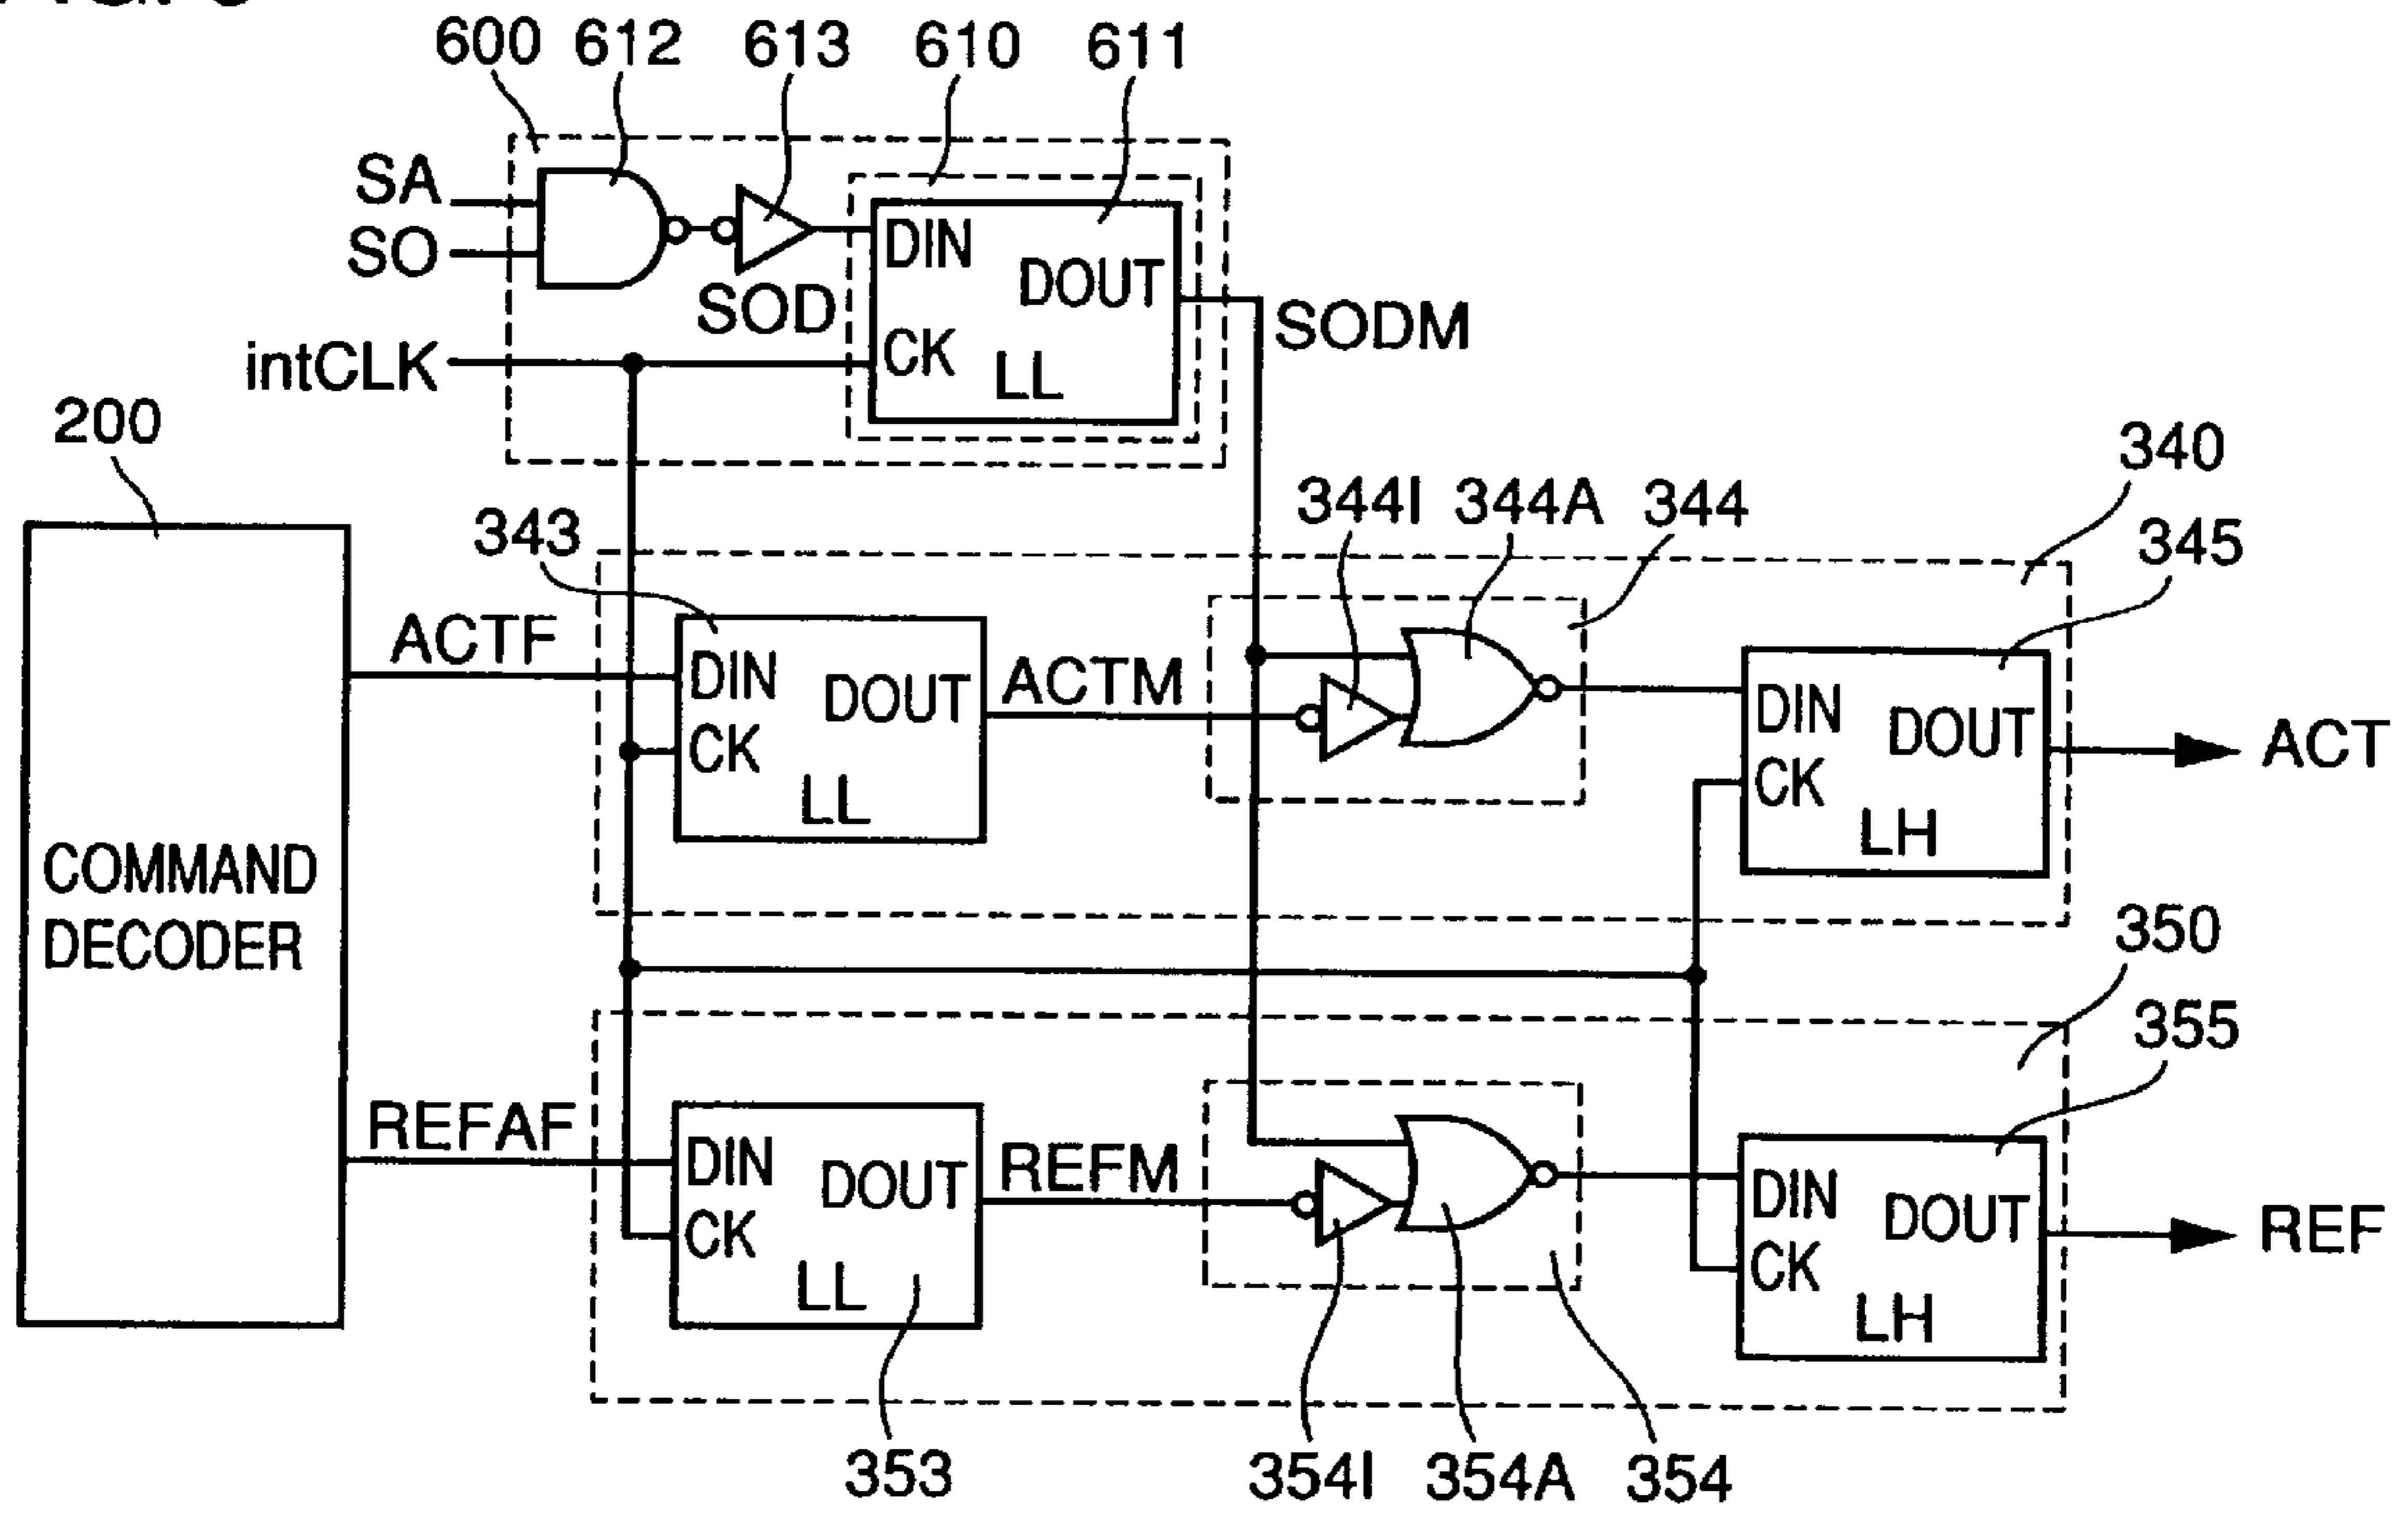 600 612 613 610 611
SA
SO
DIN
DOUT
SOD
SODM
intCLK
CK
LL
200
340
344I 344A 344
343
345
ACTF
DIN
DOUT
ACTM
CK
LL
DIN
DOUT
ACT
CK
LH
COMMAND
DECODER
350
355
REFAF
DIN
DOUT
REFM
CK
LL
DIN
DOUT
REF
CK
LH
353
354I 354A 354